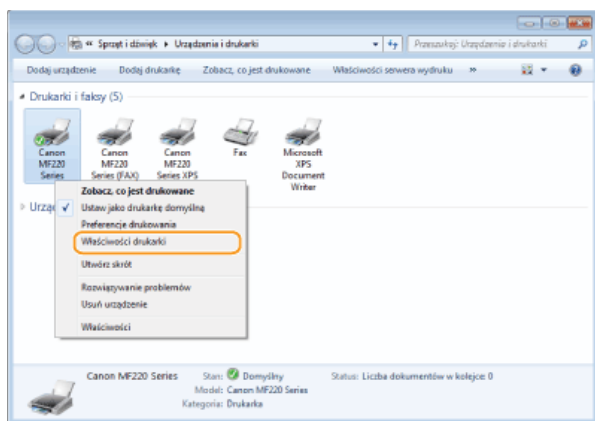 « Sprzęt i dźwięk ▸ Urządzenia i drukarki
Przeszukaj: Urządzenia i drukarki
Dodaj urządzenie Dodaj drukarkę Zobacz, co jest drukowane Właściwości serwera wydruku »
Drukarki i faksy (5)
Canon MF220 Series
Canon MF220 Series (FAX)
Canon MF220 Series XPS
Fax
Microsoft XPS Document Writer
Urzą
Zobacz, co jest drukowane
Ustaw jako drukarkę domyślną
Preferencje drukowania
Właściwości drukarki
Utwórz skrót
Rozwiązywanie problemów
Usuń urządzenie
Właściwości
Canon MF220 Series Stan: Domyślny Status: Liczba dokumentów w kolejce: 0
Model: Canon MF220 Series
Kategoria: Drukarka